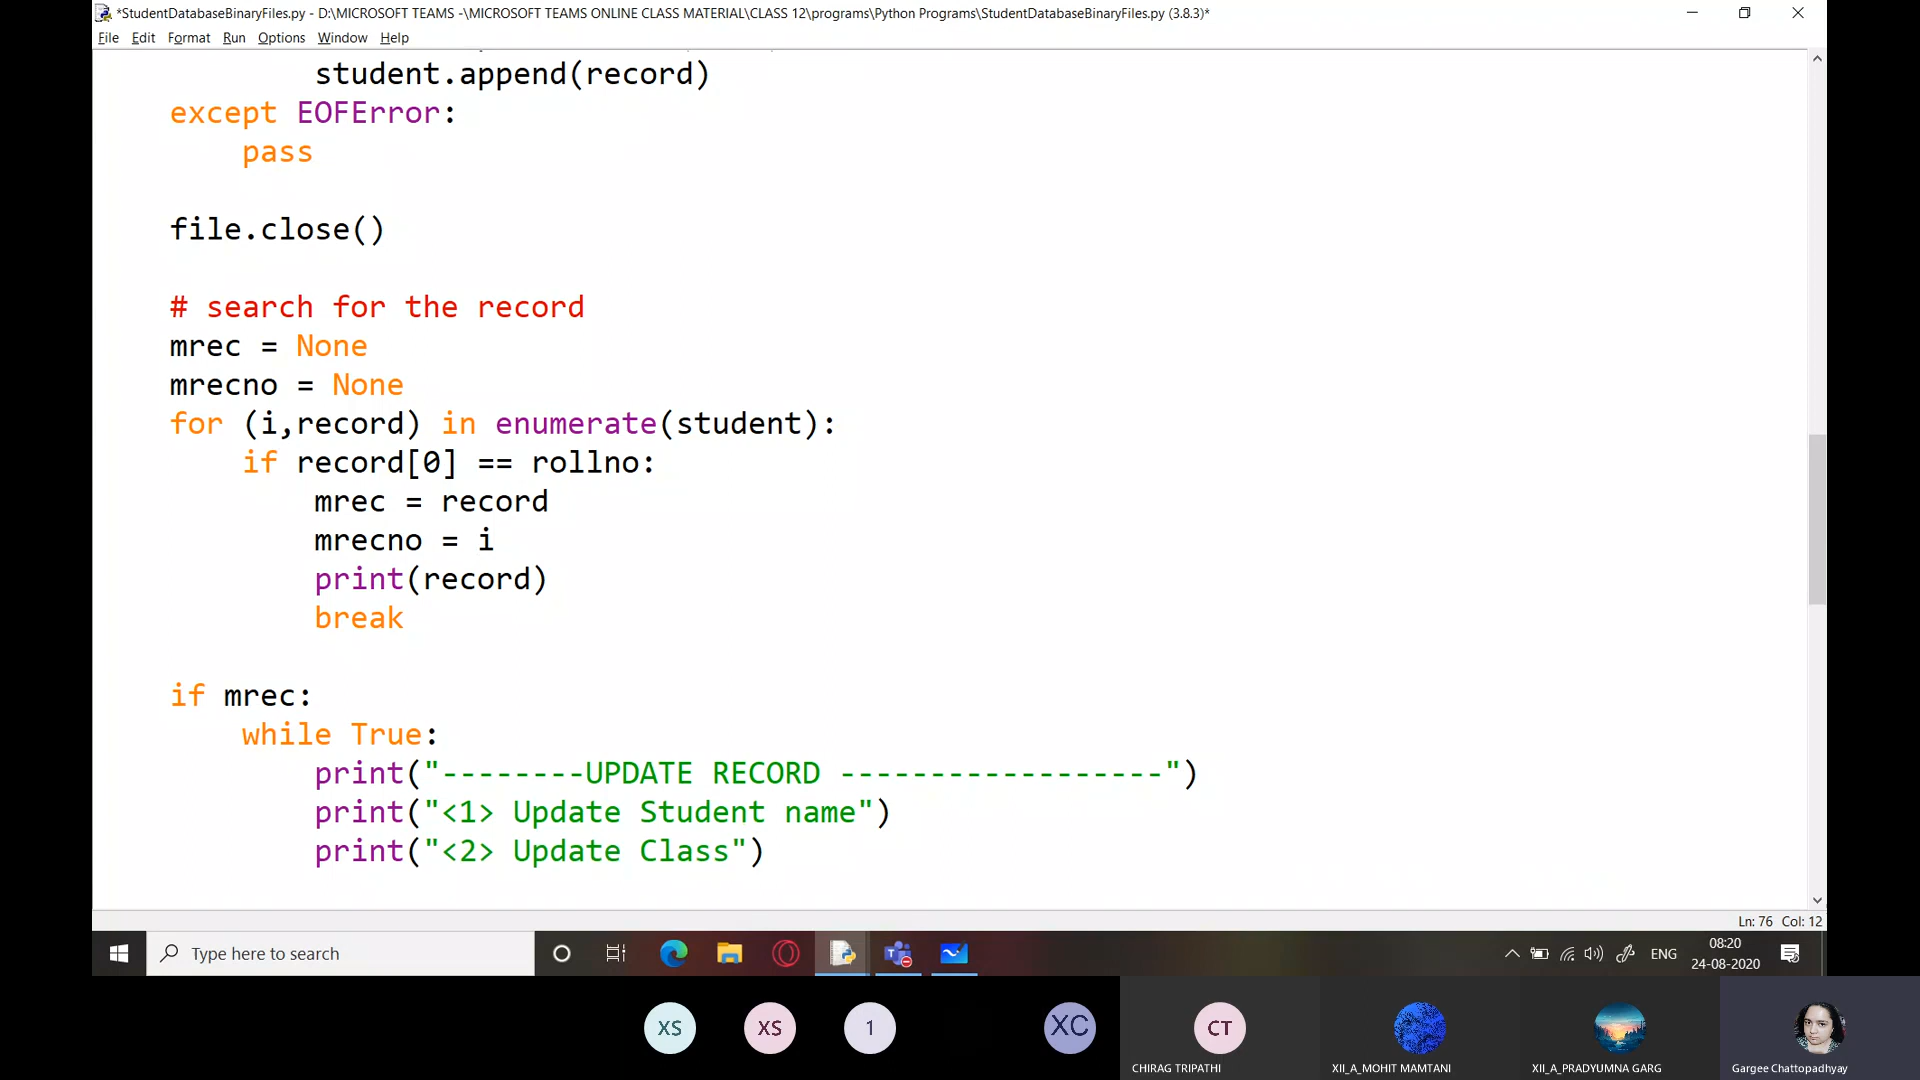 *StudentDatabaseBinaryFiles.py - D:\MICROSOFT TEAMS -\MICROSOFT TEAMS ONLINE CLASS MATERIAL\CLASS 12\programs\Python Programs\StudentDatabaseBinaryFiles.py (3.8.3)*
File Edit Format Run Options Window Help
student.append(record)
except EOFError:
pass
file.close()
# search for the record
mrec = None
mrecno = None
for (i,record) in enumerate(student):
if record[0] == rollno:
mrec = record
mrecno = i
print(record)
break
if mrec:
while True:
print("--------UPDATE RECORD ------------------")
print("<1> Update Student name")
print("<2> Update Class")
Ln: 76 Col: 12
Type here to search
ENG
08:20
24-08-2020
XS XS 1 XC CT
CHIRAG TRIPATHI XII_A_MOHIT MAMTANI XII_A_PRADYUMNA GARG Gargee Chattopadhyay